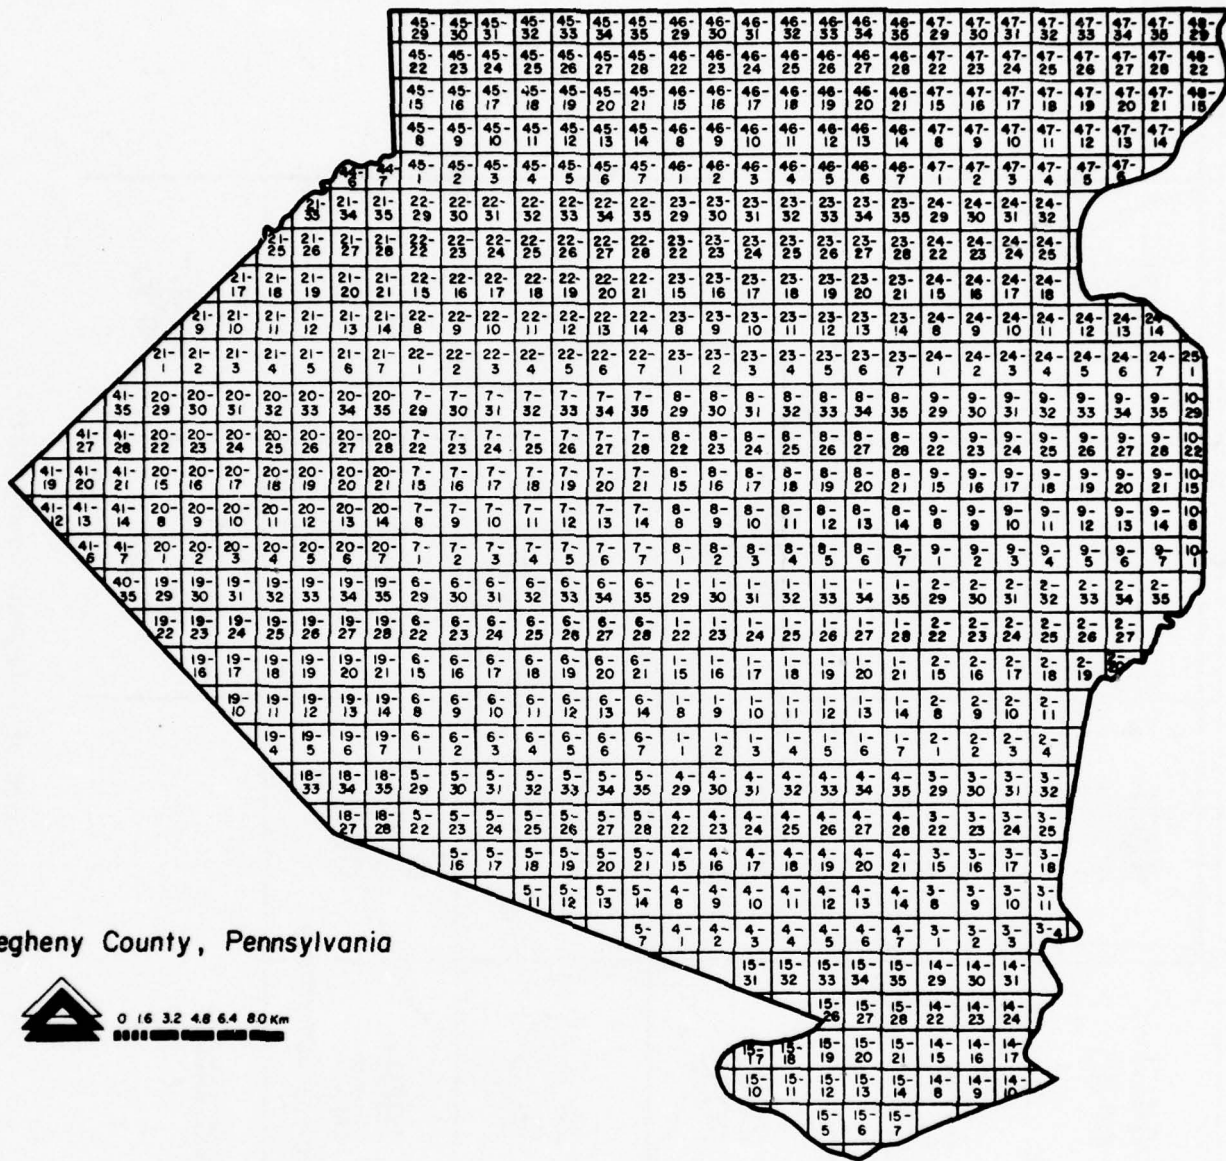 45- 45- 45- 45- 45- 45- 45- 46- 46- 46- 46- 46- 46- 46- 47- 47- 47- 47- 47- 47- 47- 48-
29 30 31 32 33 34 35 29 30 31 32 33 34 35 29 30 31 32 33 34 35 29
45- 45- 45- 45- 45- 45- 45- 46- 46- 46- 46- 46- 46- 46- 47- 47- 47- 47- 47- 47- 47- 48-
22 23 24 25 26 27 28 22 23 24 25 26 27 28 22 23 24 25 26 27 28 22
45- 45- 45- 45- 45- 45- 45- 46- 46- 46- 46- 46- 46- 46- 47- 47- 47- 47- 47- 47- 47- 48-
15 16 17 18 19 20 21 15 16 17 18 19 20 21 15 16 17 18 19 20 21 15
45- 45- 45- 45- 45- 45- 45- 46- 46- 46- 46- 46- 46- 46- 47- 47- 47- 47- 47- 47- 47-
8 9 10 11 12 13 14 8 9 10 11 12 13 14 8 9 10 11 12 13 14
44- 44- 45- 45- 45- 45- 45- 45- 45- 46- 46- 46- 46- 46- 46- 46- 47- 47- 47- 47- 47- 47-
6 7 1 2 3 4 5 6 7 1 2 3 4 5 6 7 1 2 3 4 5 6
21- 21- 21- 22- 22- 22- 22- 22- 22- 22- 23- 23- 23- 23- 23- 23- 23- 24- 24- 24- 24-
33 34 35 29 30 31 32 33 34 35 29 30 31 32 33 34 35 29 30 31 32
21- 21- 21- 21- 22- 22- 22- 22- 22- 22- 22- 23- 23- 23- 23- 23- 23- 23- 24- 24- 24- 24-
25 26 27 28 22 23 24 25 26 27 28 22 23 24 25 26 27 28 22 23 24 25
21- 21- 21- 21- 21- 22- 22- 22- 22- 22- 22- 22- 23- 23- 23- 23- 23- 23- 23- 24- 24- 24- 24-
17 18 19 20 21 15 16 17 18 19 20 21 15 16 17 18 19 20 21 15 16 17 18
21- 21- 21- 21- 21- 21- 22- 22- 22- 22- 22- 22- 22- 23- 23- 23- 23- 23- 23- 23- 24- 24- 24- 24- 24- 24- 24-
9 10 11 12 13 14 8 9 10 11 12 13 14 8 9 10 11 12 13 14 8 9 10 11 12 13 14
21- 21- 21- 21- 21- 21- 21- 22- 22- 22- 22- 22- 22- 22- 23- 23- 23- 23- 23- 23- 23- 24- 24- 24- 24- 24- 24- 24- 25-
1 2 3 4 5 6 7 1 2 3 4 5 6 7 1 2 3 4 5 6 7 1 2 3 4 5 6 7 1
41- 20- 20- 20- 20- 20- 20- 20- 7- 7- 7- 7- 7- 7- 7- 8- 8- 8- 8- 8- 8- 8- 9- 9- 9- 9- 9- 9- 9- 10-
35 29 30 31 32 33 34 35 29 30 31 32 33 34 35 29 30 31 32 33 34 35 29 30 31 32 33 34 35 29
41- 41- 20- 20- 20- 20- 20- 20- 20- 7- 7- 7- 7- 7- 7- 7- 8- 8- 8- 8- 8- 8- 8- 9- 9- 9- 9- 9- 9- 9- 10-
27 28 22 23 24 25 26 27 28 22 23 24 25 26 27 28 22 23 24 25 26 27 28 22 23 24 25 26 27 28 22
41- 41- 41- 20- 20- 20- 20- 20- 20- 20- 7- 7- 7- 7- 7- 7- 7- 8- 8- 8- 8- 8- 8- 8- 9- 9- 9- 9- 9- 9- 9- 10-
19 20 21 15 16 17 18 19 20 21 15 16 17 18 19 20 21 15 16 17 18 19 20 21 15 16 17 18 19 20 21 15
41- 41- 41- 20- 20- 20- 20- 20- 20- 20- 7- 7- 7- 7- 7- 7- 7- 8- 8- 8- 8- 8- 8- 8- 9- 9- 9- 9- 9- 9- 9- 10-
12 13 14 8 9 10 11 12 13 14 8 9 10 11 12 13 14 8 9 10 11 12 13 14 8 9 10 11 12 13 14 8
41- 41- 20- 20- 20- 20- 20- 20- 20- 7- 7- 7- 7- 7- 7- 7- 8- 8- 8- 8- 8- 8- 8- 9- 9- 9- 9- 9- 9- 9- 10-
6 7 1 2 3 4 5 6 7 1 2 3 4 5 6 7 1 2 3 4 5 6 7 1 2 3 4 5 6 7 1
40- 19- 19- 19- 19- 19- 19- 19- 6- 6- 6- 6- 6- 6- 6- 1- 1- 1- 1- 1- 1- 1- 2- 2- 2- 2- 2- 2- 2-
35 29 30 31 32 33 34 35 29 30 31 32 33 34 35 29 30 31 32 33 34 35 29 30 31 32 33 34 35
19- 19- 19- 19- 19- 19- 19- 6- 6- 6- 6- 6- 6- 6- 1- 1- 1- 1- 1- 1- 1- 2- 2- 2- 2- 2- 2-
22 23 24 25 26 27 28 22 23 24 25 26 27 28 22 23 24 25 26 27 28 22 23 24 25 26 27
19- 19- 19- 19- 19- 19- 6- 6- 6- 6- 6- 6- 6- 1- 1- 1- 1- 1- 1- 1- 2- 2- 2- 2- 2- 2-
16 17 18 19 20 21 15 16 17 18 19 20 21 15 16 17 18 19 20 21 15 16 17 18 19 20
19- 19- 19- 19- 19- 6- 6- 6- 6- 6- 6- 6- 1- 1- 1- 1- 1- 1- 1- 2- 2- 2- 2-
10 11 12 13 14 8 9 10 11 12 13 14 8 9 10 11 12 13 14 8 9 10 11
19- 19- 19- 19- 6- 6- 6- 6- 6- 6- 6- 1- 1- 1- 1- 1- 1- 1- 2- 2- 2- 2-
4 5 6 7 1 2 3 4 5 6 7 1 2 3 4 5 6 7 1 2 3 4
18- 18- 18- 5- 5- 5- 5- 5- 5- 5- 4- 4- 4- 4- 4- 4- 4- 3- 3- 3- 3-
33 34 35 29 30 31 32 33 34 35 29 30 31 32 33 34 35 29 30 31 32
18- 18- 5- 5- 5- 5- 5- 5- 5- 4- 4- 4- 4- 4- 4- 4- 3- 3- 3- 3-
27 28 22 23 24 25 26 27 28 22 23 24 25 26 27 28 22 23 24 25
5- 5- 5- 5- 5- 5- 4- 4- 4- 4- 4- 4- 4- 3- 3- 3- 3-
16 17 18 19 20 21 15 16 17 18 19 20 21 15 16 17 18
5- 5- 5- 5- 4- 4- 4- 4- 4- 4- 4- 3- 3- 3- 3-
11 12 13 14 8 9 10 11 12 13 14 8 9 10 11
5- 4- 4- 4- 4- 4- 4- 4- 3- 3- 3- 3-4
7 1 2 3 4 5 6 7 1 2 3
egheny County, Pennsylvania
15- 15- 15- 15- 15- 14- 14- 14-
31 32 33 34 35 29 30 31
15- 15- 15- 14- 14- 14-
26 27 28 22 23 24
0 1.6 3.2 4.8 6.4 8.0 Km
15- 15- 15- 15- 15- 14- 14- 14-
17 18 19 20 21 15 16 17
15- 15- 15- 15- 15- 14- 14- 14-
10 11 12 13 14 8 9 10
15- 15- 15-
5 6 7